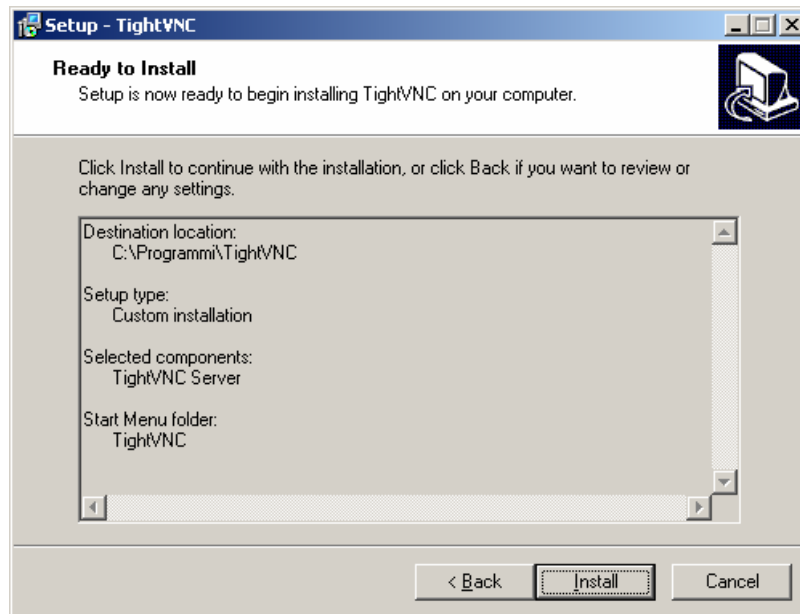 Setup - TightVNC
Ready to Install
Setup is now ready to begin installing TightVNC on your computer.
Click Install to continue with the installation, or click Back if you want to review or
change any settings.
Destination location:
C:\Programmi\TightVNC
Setup type:
Custom installation
Selected components:
TightVNC Server
Start Menu folder:
TightVNC
< Back
Install
Cancel